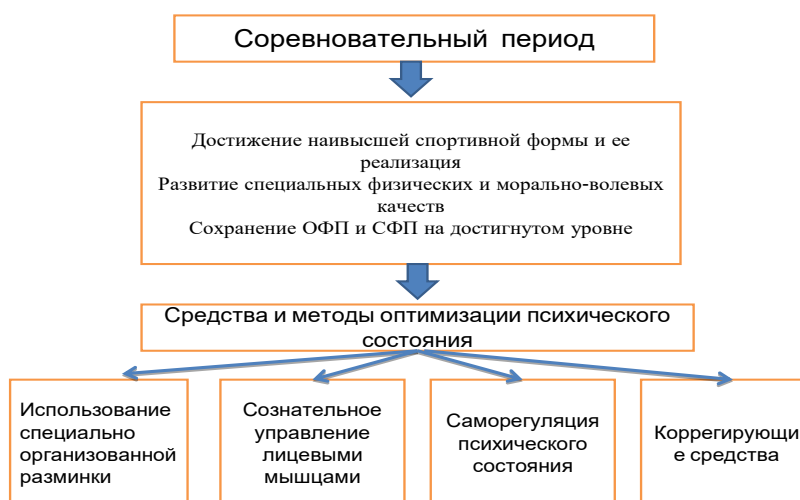 Соревновательный период
Достижение наивысшей спортивной формы и ее
реализация
Развитие специальных физических и морально-волевых
качеств
Сохранение ОФП и СФП на достигнутом уровне
Средства и методы оптимизации психического
состояния
Использование
специально
организованной
разминки
Сознательное
управление
лицевыми
мышцами
Саморегуляция
психического
состояния
Коррегирующи
е средства